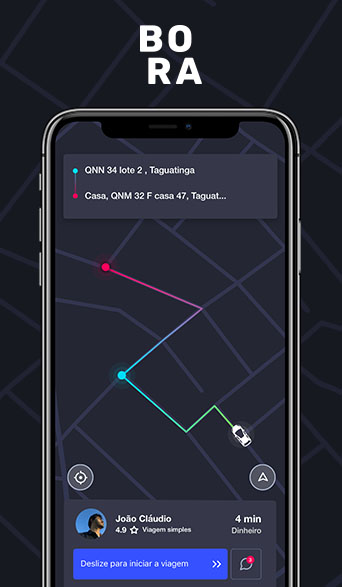 BO
RA
QNN 34 lote 2 , Taguatinga
Casa, QNM 32 F casa 47, Taguat...
João Cláudio
4 min
4.9 Viagem simples
Dinheiro
Deslize para iniciar a viagem
3